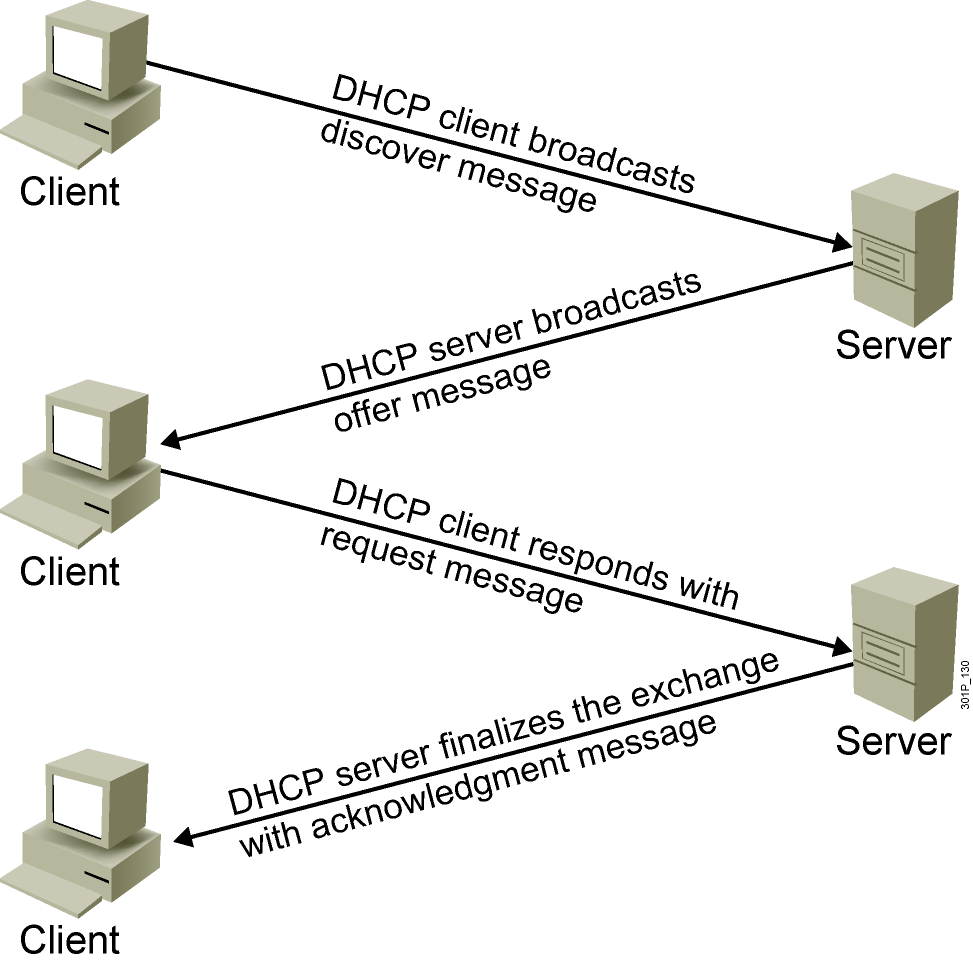 DHCP client broadcasts
discover message
Client
Server
DHCP server broadcasts
offer message
Client
DHCP client responds with
request message
Server
301P_130
DHCP server finalizes the exchange
with acknowledgment message
Client